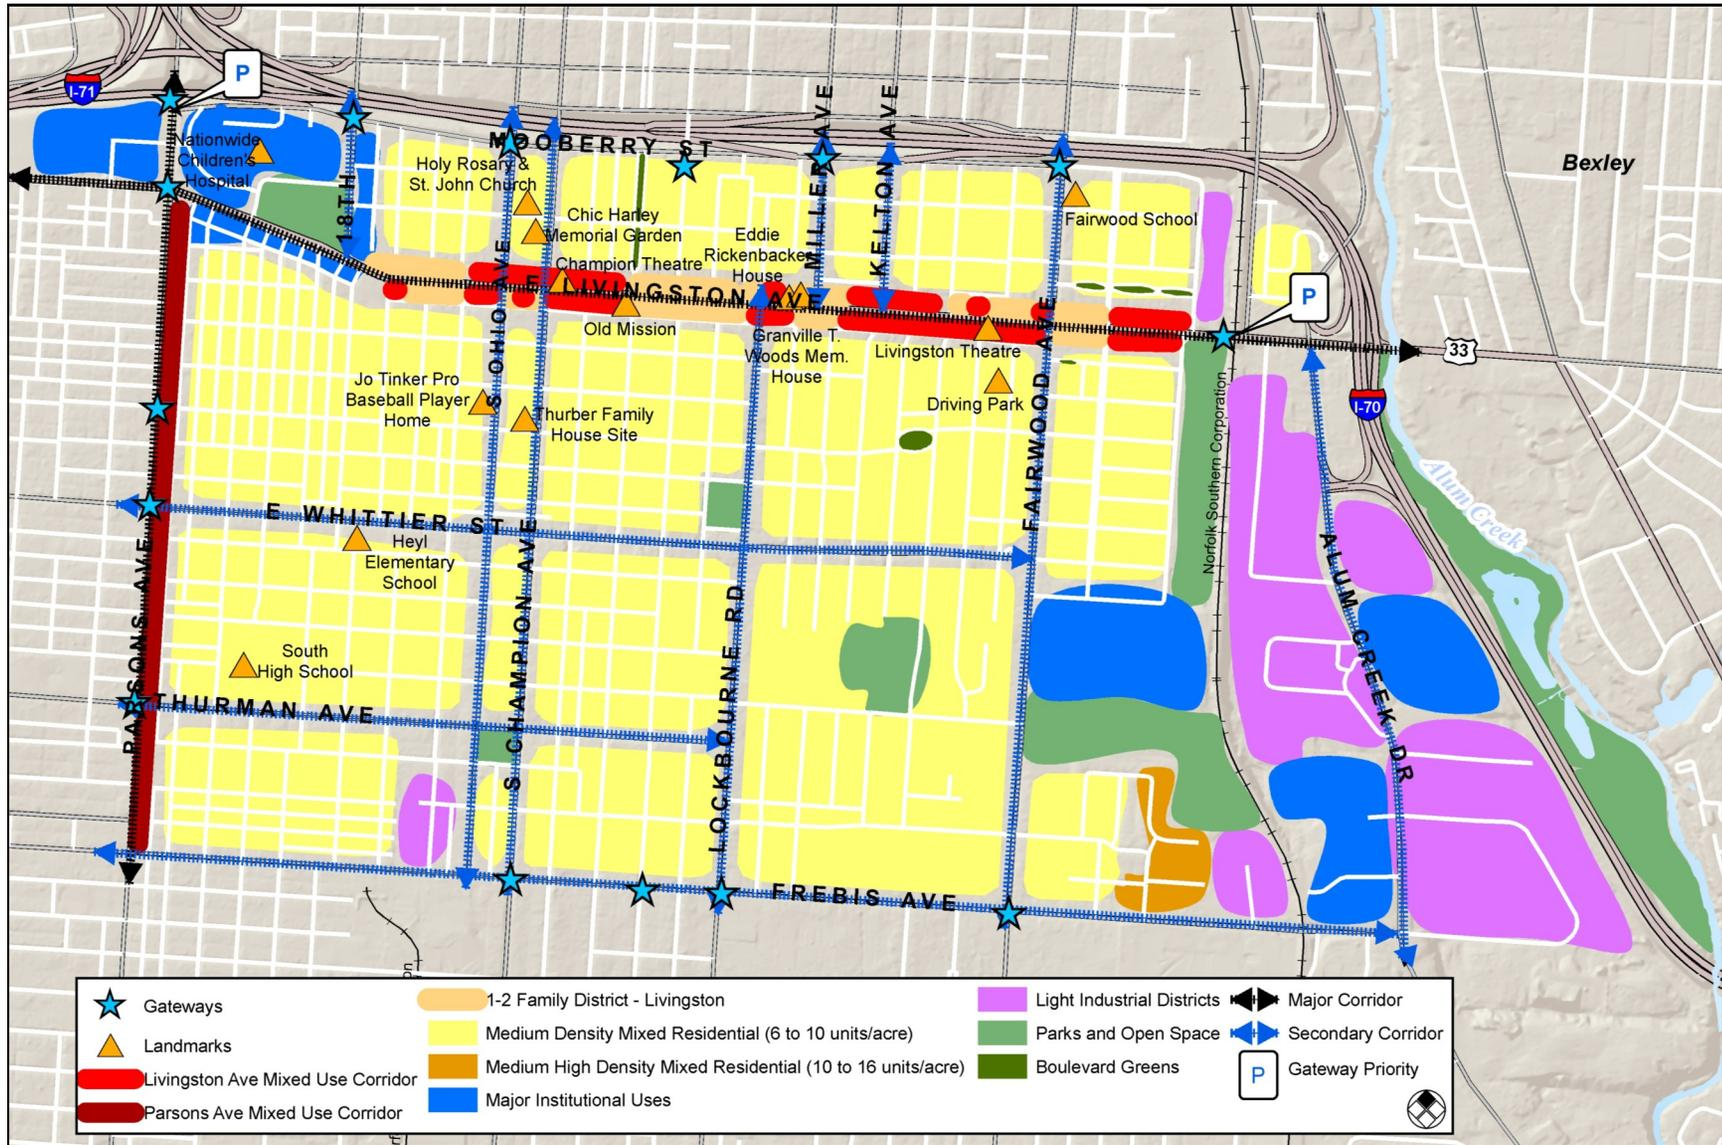 I-71
P
MOOBERRY ST
MILLER AVE
KELTON AVE
Bexley
Nationwide
Children's
Hospital
18TH
Holy Rosary &
St. John Church
Chic Harley
Memorial Garden
Champion Theatre
Eddie
Rickenbacker
House
Fairwood School
P
E LIVINGSTON AVE
Old Mission
Granville T.
Woods Mem.
House
Livingston Theatre
33
I-70
Driving Park
S OHIO AVE
Jo Tinker Pro
Baseball Player
Home
Thurber Family
House Site
FAIRWOOD AVE
Norfolk Southern Corporation
Alum Creek
E WHITTIER ST
Heyl
Elementary
School
PARSONS AVE
South
High School
S CHAMPION AVE
LOCKBOURNE RD
ALUM CREEK DR
THURMAN AVE
FREBIS AVE
on
Gateways
Landmarks
Livingston Ave Mixed Use Corridor
Parsons Ave Mixed Use Corridor
1-2 Family District - Livingston
Medium Density Mixed Residential (6 to 10 units/acre)
Medium High Density Mixed Residential (10 to 16 units/acre)
Major Institutional Uses
Light Industrial Districts
Parks and Open Space
Boulevard Greens
Major Corridor
Secondary Corridor
P
Gateway Priority